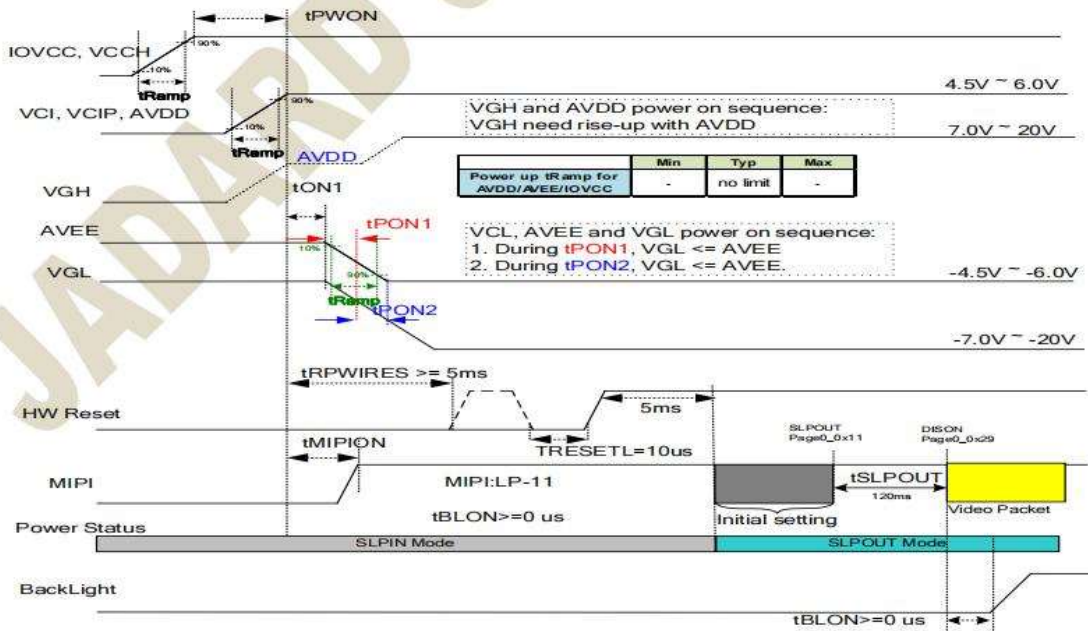 tPWON
IOVCC, VCCH
90%
10%
tRamp
4.5V ~ 6.0V
VCI, VCIP, AVDD
90%
10%
tRamp
VGH and AVDD power on sequence:
VGH need rise-up with AVDD
7.0V ~ 20V
AVDD
Min Typ Max
Power up tRamp for AVDD/AVEE/IOVCC - no limit -
VGH
tON1
AVEE
tPON1
10%
VCL, AVEE and VGL power on sequence:
1. During tPON1, VGL <= AVEE
2. During tPON2, VGL <= AVEE.
VGL
90%
-4.5V ~ -6.0V
tRamp
tPON2
-7.0V ~ -20V
tRPWIRES >= 5ms
HW Reset
5ms
tMIPION
TRESETL=10us
SLPOUT
Page0_0x11
DISON
Page0_0x29
MIPI
MIPI:LP-11
tSLPOUT
120ms
tBLON>=0 us
Initial setting
Video Packet
Power Status
SLPIN Mode
SLPOUT Mode
BackLight
tBLON>=0 us
JADARD